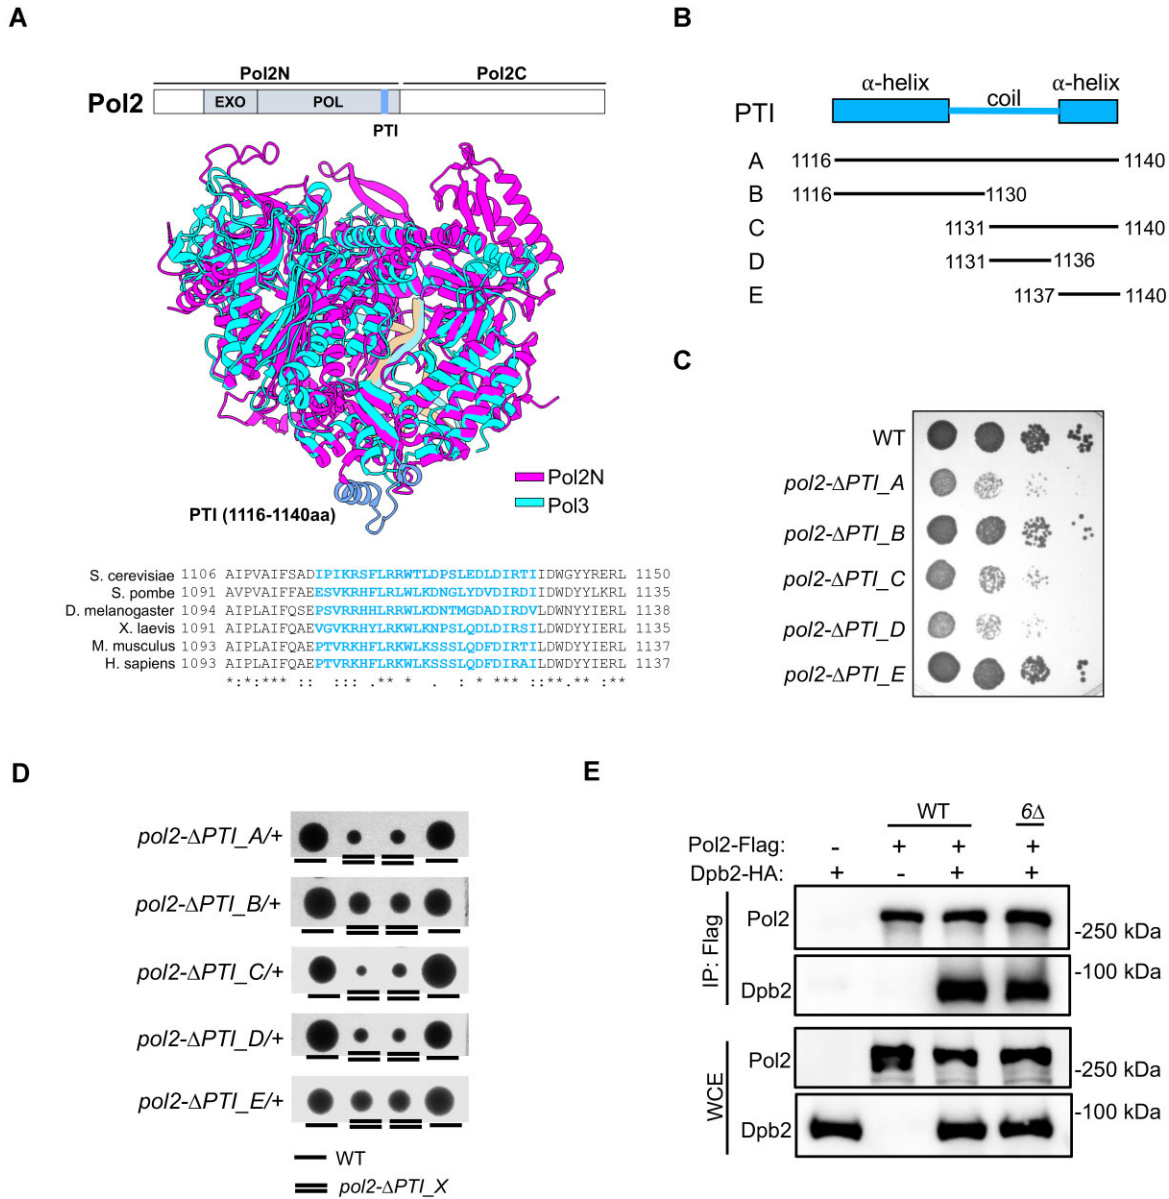 A
Pol2N
Pol2C
Pol2
EXO
POL
PTI
Pol2N
Pol3
PTI (1116-1140aa)
S. cerevisiae 1106 AIPVAIFSADIPIKRSFLRRWTLDPSLEDLDIRTIIDWGYYRERL 1150
S. pombe 1091 AVPVAIFFAEESVKRHFLRLWLKDNGLYDVDIRDIIDWDYYLKRL 1135
D. melanogaster 1094 AIPLAIFQSEPSVRRHHLRRWLKDNTMGDADIRDVLDWNYYIERL 1138
X. laevis 1091 AIPLAIFQAEVGVKRHYLRKWLKNPSLQDLDIRSILDWDYYIERL 1135
M. musculus 1093 AIPLAIFQAEPTVRKHFLRKWLKSSSLQDFDIRTILDWDYYIERL 1137
H. sapiens 1093 AIPLAIFQAEPTVRKHFLRKWLKSSSLQDFDIRAILDWDYYIERL 1137
*:*:*** :: :::: .** * . : * *** ::**.**:**
B
α-helix
coil
α-helix
PTI
A 1116 1140
B 1116 1130
C 1131 1140
D 1131 1136
E 1137 1140
C
WT
pol2-ΔPTI_A
pol2-ΔPTI_B
pol2-ΔPTI_C
pol2-ΔPTI_D
pol2-ΔPTI_E
D
pol2-ΔPTI_A/+
pol2-ΔPTI_B/+
pol2-ΔPTI_C/+
pol2-ΔPTI_D/+
pol2-ΔPTI_E/+
WT
pol2-ΔPTI_X
E
WT 6Δ
Pol2-Flag: - + + +
Dpb2-HA: + - + +
IP: Flag
Pol2
-250 kDa
Dpb2
-100 kDa
WCE
Pol2
-250 kDa
Dpb2
-100 kDa